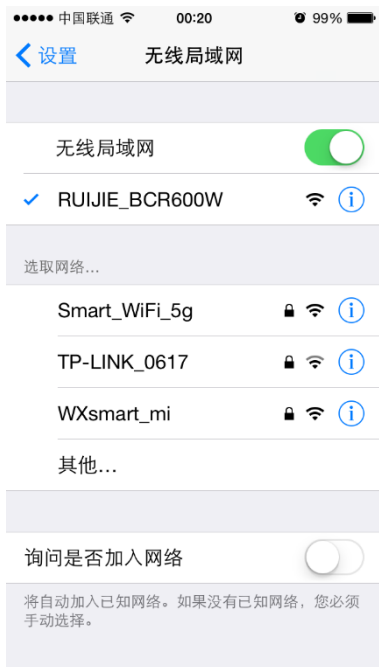 中国联通 00:20 99%
设置 无线局域网
无线局域网
RUIJIE_BCR600W
选取网络...
Smart_WiFi_5g
TP-LINK_0617
WXsmart_mi
其他...
询问是否加入网络
将自动加入已知网络。如果没有已知网络，您必须
手动选择。